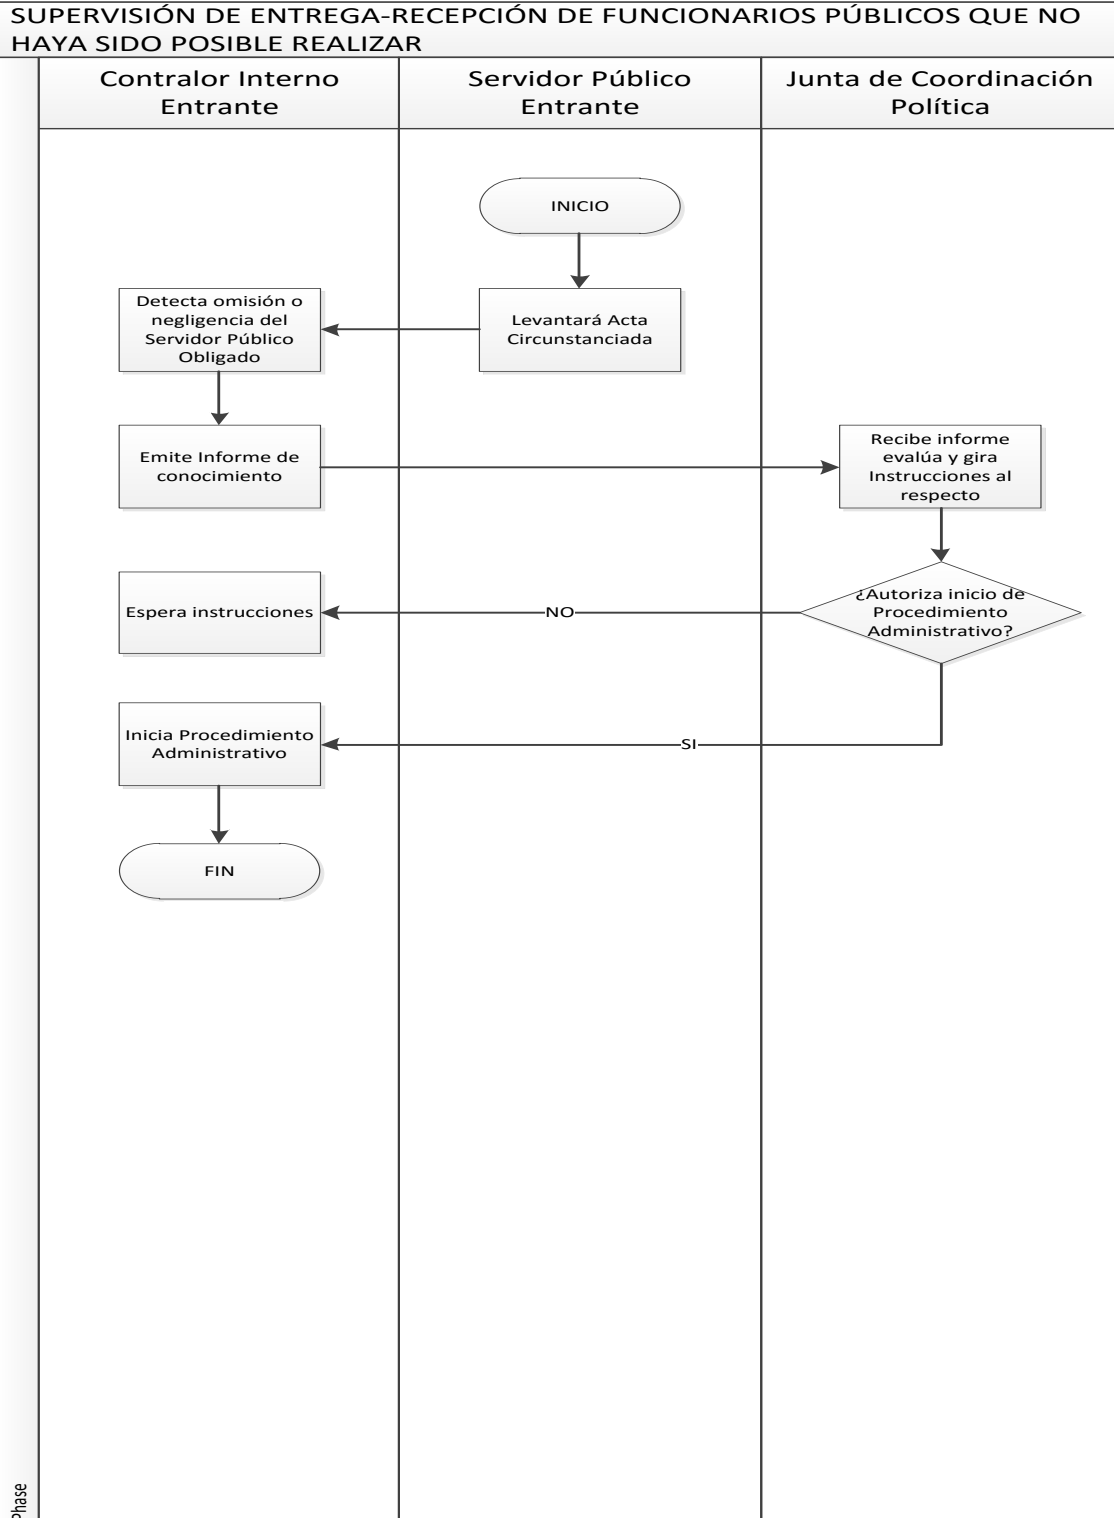 SUPERVISIÓN DE ENTREGA-RECEPCIÓN DE FUNCIONARIOS PÚBLICOS QUE NO
HAYA SIDO POSIBLE REALIZAR
Contralor Interno
Entrante
Servidor Público
Entrante
Junta de Coordinación
Política
INICIO
Levantará Acta
Circunstanciada
Detecta omisión o
negligencia del
Servidor Público
Obligado
Emite Informe de
conocimiento
Recibe informe
evalúa y gira
Instrucciones al
respecto
¿Autoriza inicio de
Procedimiento
Administrativo?
NO
Espera instrucciones
SI
Inicia Procedimiento
Administrativo
FIN
Phase